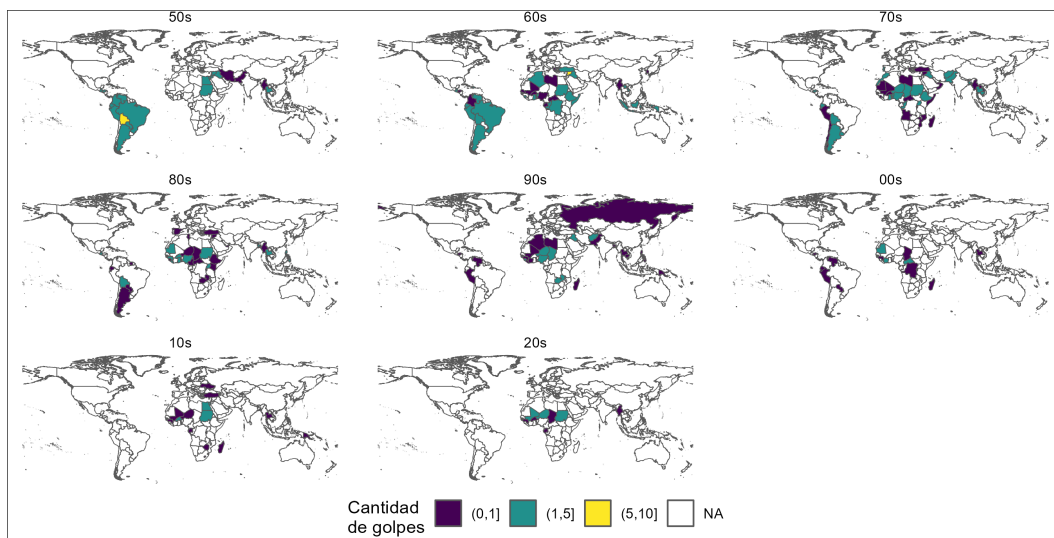 50s
60s
70s
80s
90s
00s
10s
20s
Cantidad
de golpes
(0,1]
(1,5]
(5,10]
NA